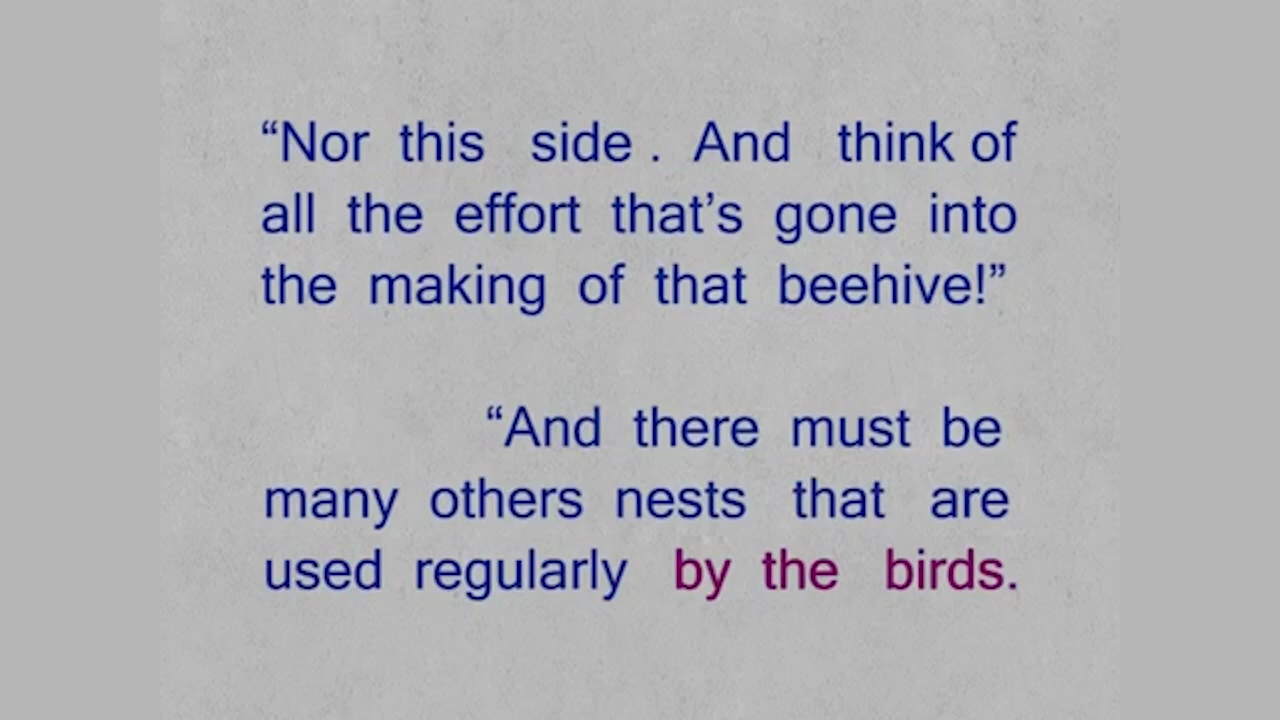 “Nor this side . And think of
all the effort that’s gone into
the making of that beehive!”
“And there must be
many others nests that are
used regularly by the birds.